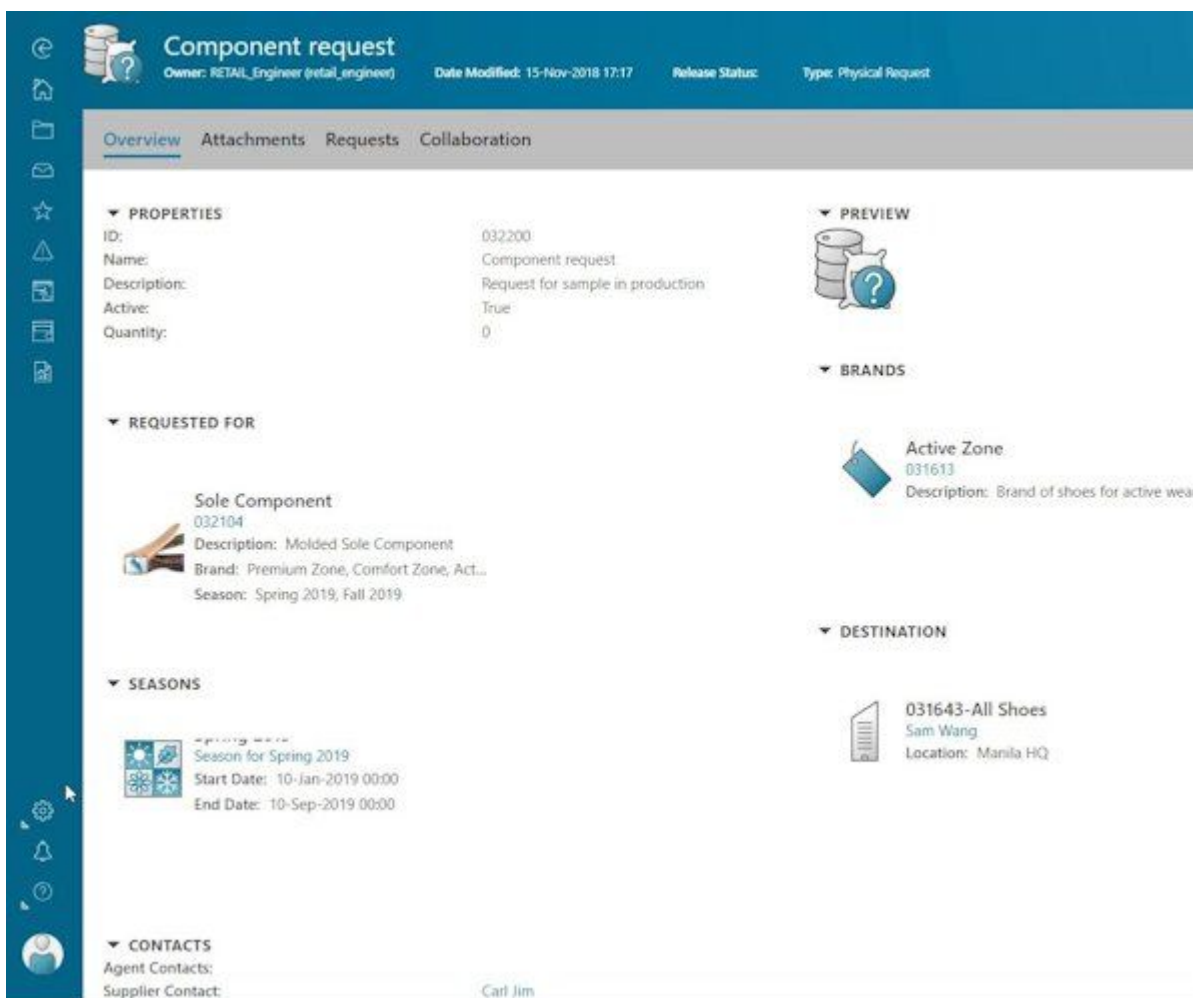 Component request
Owner: RETAIL_Engineer (retail_engineer) Date Modified: 15-Nov-2018 17:17 Release Status: Type: Physical Request
Overview Attachments Requests Collaboration
PROPERTIES
ID: 032200
Name: Component request
Description: Request for sample in production
Active: True
Quantity: 0
REQUESTED FOR
Sole Component
032104
Description: Molded Sole Component
Brand: Premium Zone, Comfort Zone, Act...
Season: Spring 2019, Fall 2019
SEASONS
Spring 2019
Season for Spring 2019
Start Date: 10-Jan-2019 00:00
End Date: 10-Sep-2019 00:00
CONTACTS
Agent Contacts:
Supplier Contact: Carl Jim
PREVIEW
BRANDS
Active Zone
031613
Description: Brand of shoes for active wea
DESTINATION
031643-All Shoes
Sam Wang
Location: Manila HQ